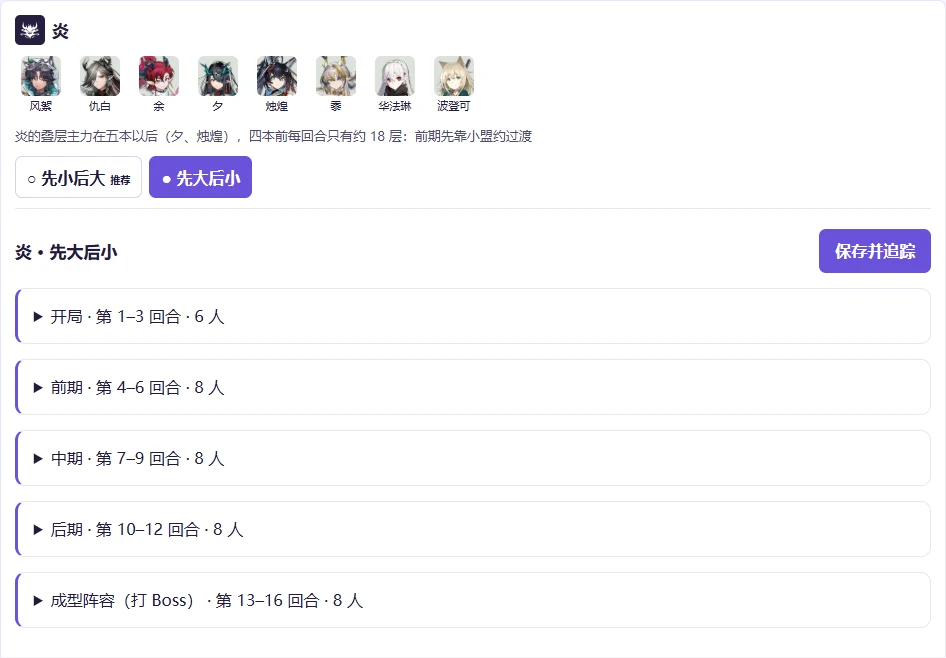 炎
风絮 仇白 余 夕 烛煌 黍 华法琳 波登可
炎的叠层主力在五本以后（夕、烛煌），四本前每回合只有约 18 层：前期先靠小盟约过渡
○ 先小后大 推荐 ● 先大后小
炎 · 先大后小 保存并追踪
▶ 开局 · 第 1–3 回合 · 6 人
▶ 前期 · 第 4–6 回合 · 8 人
▶ 中期 · 第 7–9 回合 · 8 人
▶ 后期 · 第 10–12 回合 · 8 人
▶ 成型阵容（打 Boss） · 第 13–16 回合 · 8 人